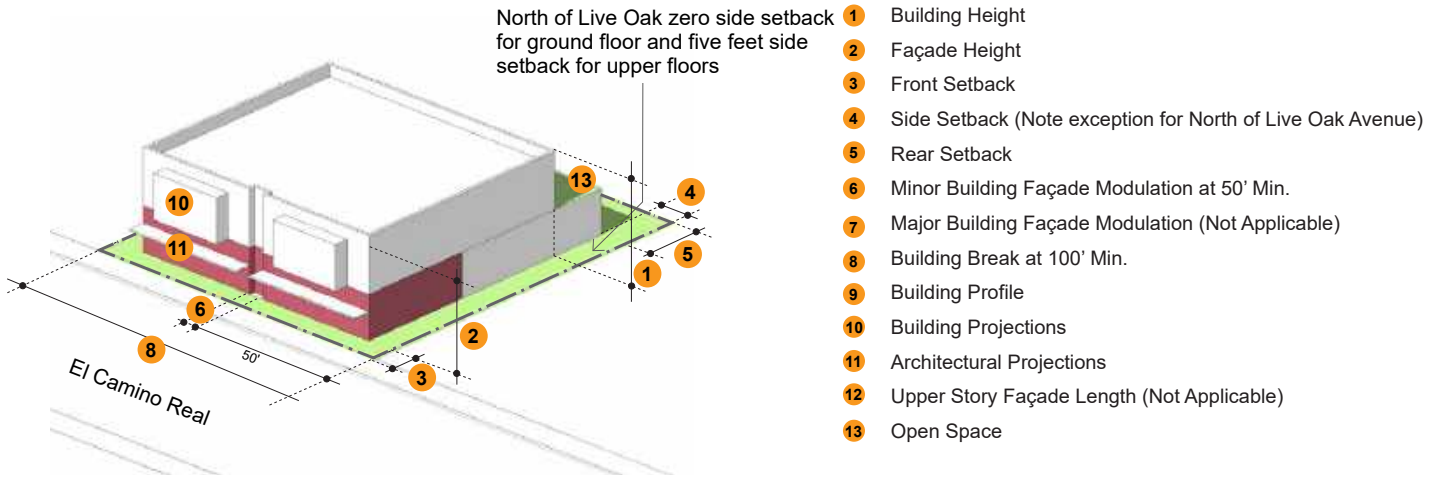 North of Live Oak zero side setback
for ground floor and five feet side
setback for upper floors
13
10
4
11
5
1
6
2
8
50'
3
El Camino Real
1 Building Height
2 Façade Height
3 Front Setback
4 Side Setback (Note exception for North of Live Oak Avenue)
5 Rear Setback
6 Minor Building Façade Modulation at 50’ Min.
7 Major Building Façade Modulation (Not Applicable)
8 Building Break at 100’ Min.
9 Building Profile
10 Building Projections
11 Architectural Projections
12 Upper Story Façade Length (Not Applicable)
13 Open Space